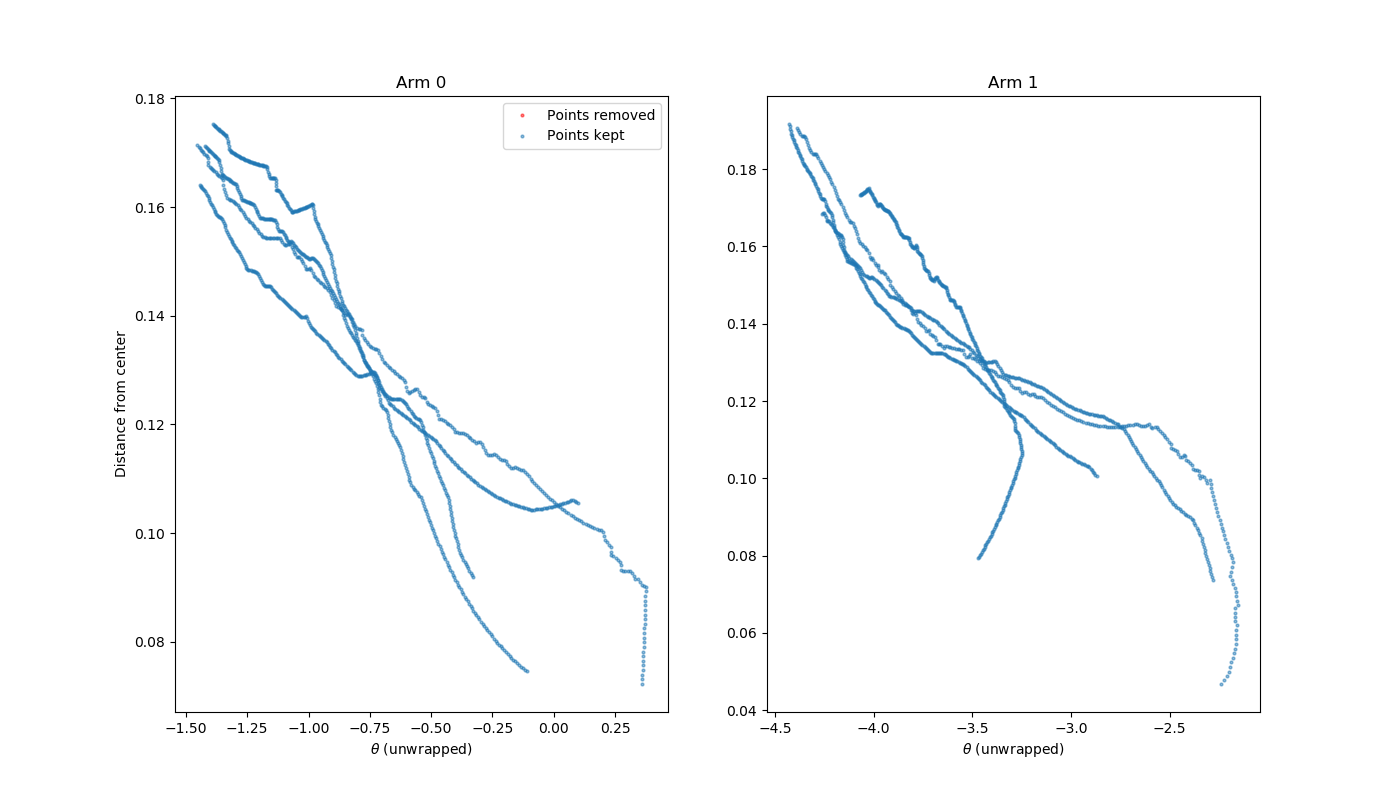 Arm 0
Points removed
Points kept
Distance from center
0.18
0.16
0.14
0.12
0.10
0.08
−1.50 −1.25 −1.00 −0.75 −0.50 −0.25 0.00 0.25
θ (unwrapped)
Arm 1
0.18
0.16
0.14
0.12
0.10
0.08
0.06
0.04
−4.5 −4.0 −3.5 −3.0 −2.5
θ (unwrapped)